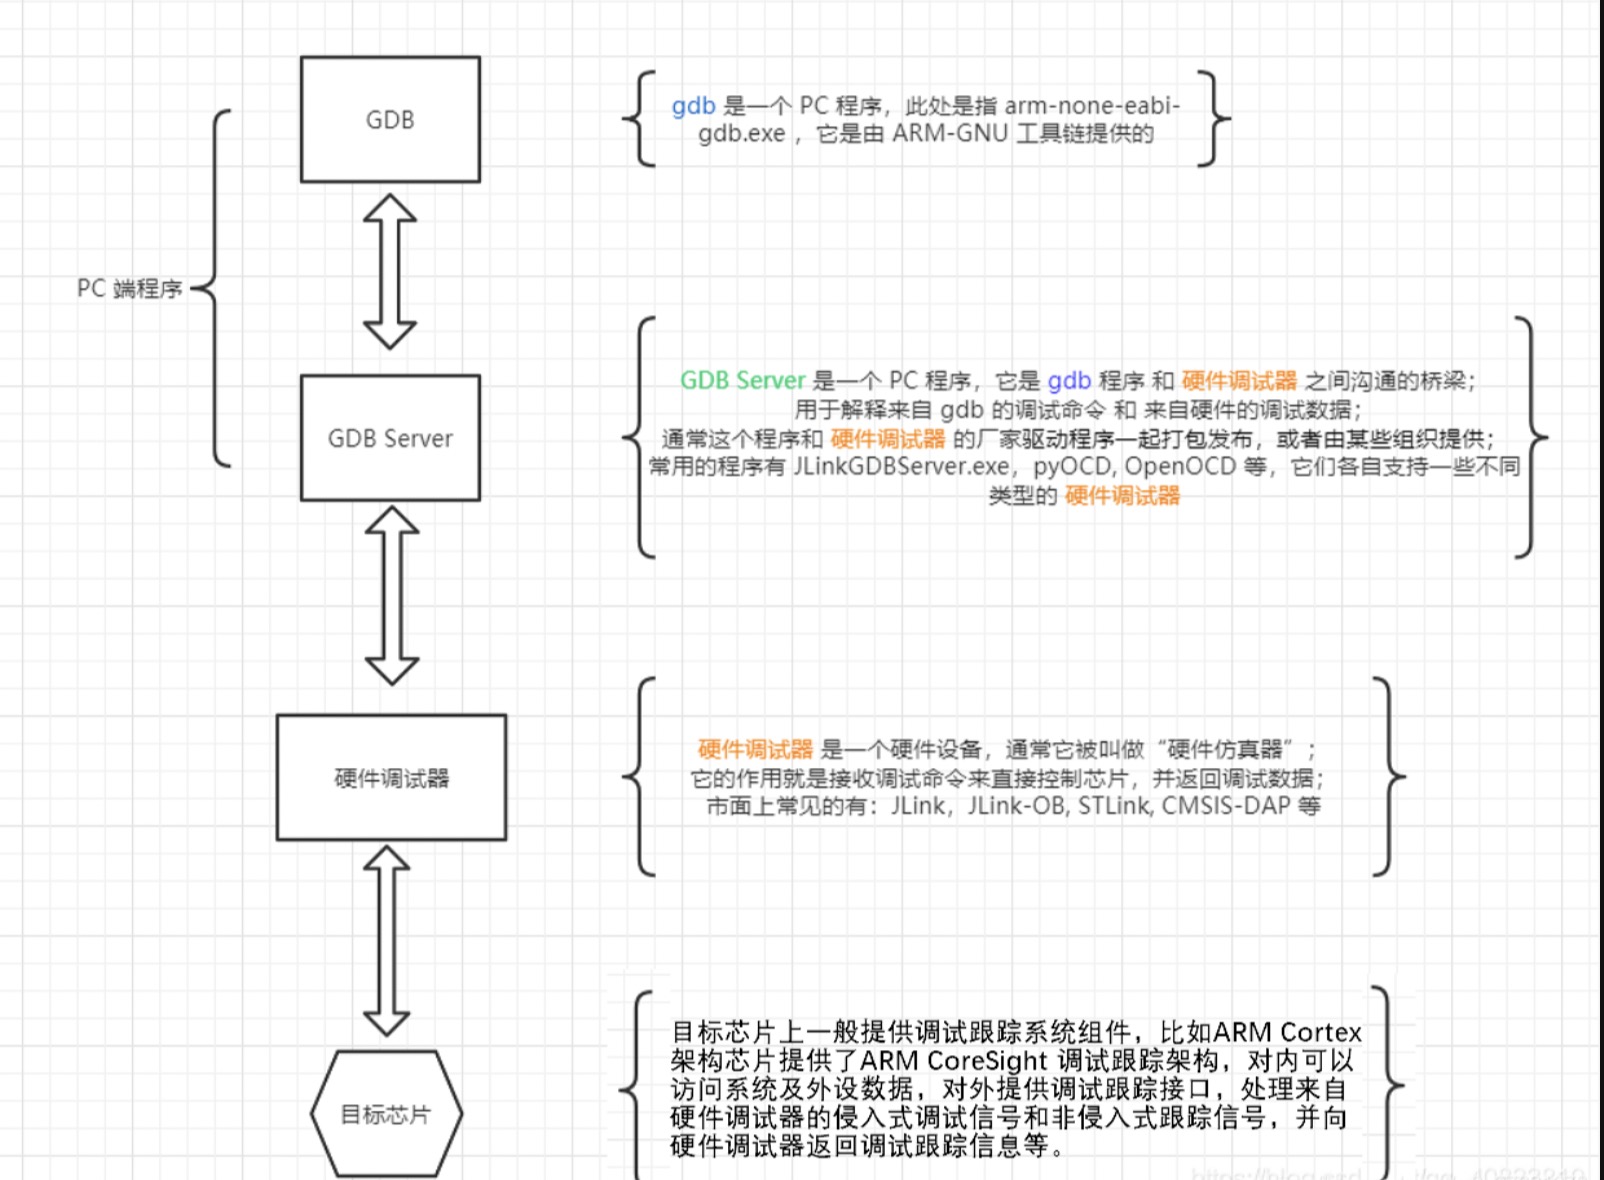 GDB
gdb 是一个 PC 程序，此处是指 arm-none-eabi-
gdb.exe ，它是由 ARM-GNU 工具链提供的
PC 端程序
GDB Server
GDB Server 是一个 PC 程序，它是 gdb 程序 和 硬件调试器 之间沟通的桥梁；
用于解释来自 gdb 的调试命令 和 来自硬件的调试数据；
通常这个程序和 硬件调试器 的厂家驱动程序一起打包发布，或者由某些组织提供；
常用的程序有 JLinkGDBServer.exe，pyOCD, OpenOCD 等，它们各自支持一些不同
类型的 硬件调试器
硬件调试器
硬件调试器 是一个硬件设备，通常它被叫做“硬件仿真器”；
它的作用就是接收调试命令来直接控制芯片，并返回调试数据；
市面上常见的有：JLink，JLink-OB, STLink, CMSIS-DAP 等
目标芯片
目标芯片上一般提供调试跟踪系统组件，比如ARM Cortex
架构芯片提供了ARM CoreSight 调试跟踪架构，对内可以
访问系统及外设数据，对外提供调试跟踪接口，处理来自
硬件调试器的侵入式调试信号和非侵入式跟踪信号，并向
硬件调试器返回调试跟踪信息等。